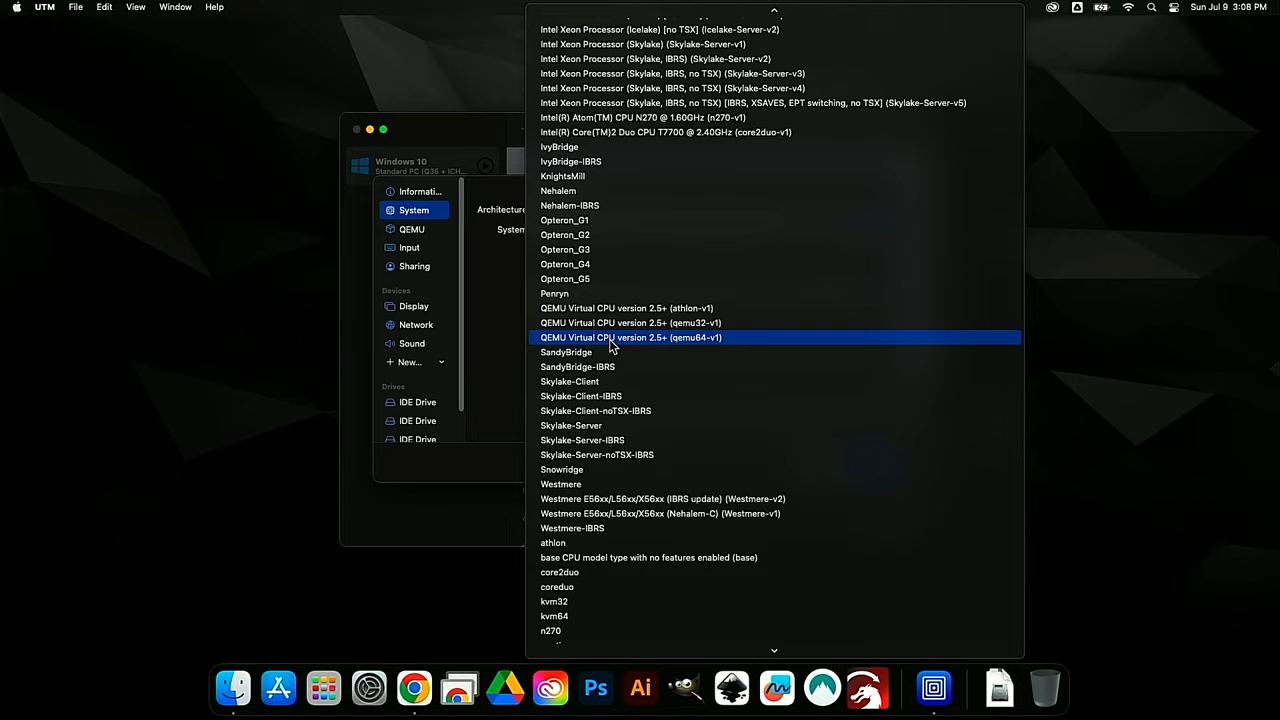 UTM File Edit View Window Help
Sun Jul 9 3:08 PM
Intel Xeon Processor (Icelake) [no TSX] (Icelake-Server-v2)
Intel Xeon Processor (Skylake) (Skylake-Server-v1)
Intel Xeon Processor (Skylake, IBRS) (Skylake-Server-v2)
Intel Xeon Processor (Skylake, IBRS, no TSX) (Skylake-Server-v3)
Intel Xeon Processor (Skylake, IBRS, no TSX) (Skylake-Server-v4)
Intel Xeon Processor (Skylake, IBRS, no TSX) [IBRS, XSAVES, EPT switching, no TSX] (Skylake-Server-v5)
Intel(R) Atom(TM) CPU N270 @ 1.60GHz (n270-v1)
Intel(R) Core(TM)2 Duo CPU T7700 @ 2.40GHz (core2duo-v1)
IvyBridge
IvyBridge-IBRS
KnightsMill
Nehalem
Nehalem-IBRS
Opteron_G1
Opteron_G2
Opteron_G3
Opteron_G4
Opteron_G5
Penryn
QEMU Virtual CPU version 2.5+ (athlon-v1)
QEMU Virtual CPU version 2.5+ (qemu32-v1)
QEMU Virtual CPU version 2.5+ (qemu64-v1)
SandyBridge
SandyBridge-IBRS
Skylake-Client
Skylake-Client-IBRS
Skylake-Client-noTSX-IBRS
Skylake-Server
Skylake-Server-IBRS
Skylake-Server-noTSX-IBRS
Snowridge
Westmere
Westmere E56xx/L56xx/X56xx (IBRS update) (Westmere-v2)
Westmere E56xx/L56xx/X56xx (Nehalem-C) (Westmere-v1)
Westmere-IBRS
athlon
base CPU model type with no features enabled (base)
core2duo
coreduo
kvm32
kvm64
n270
Windows 10
Standard PC (Q35 + ICH...
Informati...
System
QEMU
Input
Sharing
Devices
Display
Network
Sound
New...
Drives
IDE Drive
IDE Drive
IDE Drive
Architecture
System
Ps
Ai